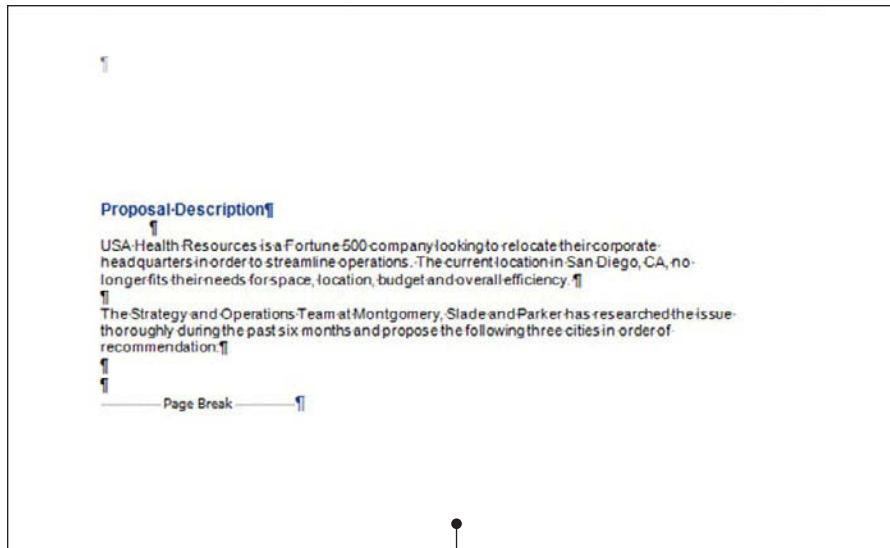 ¶
Proposal·Description¶
¶
USA·Health·Resources·is·a·Fortune·500·company·looking·to·relocate·their·corporate·
headquarters·in·order·to·streamline·operations.··The·current·location·in·San·Diego,·CA,·no·
longer·fits·their·needs·for·space,·location,·budget·and·overall·efficiency.·¶
¶
The·Strategy·and·Operations·Team·at·Montgomery,·Slade·and·Parker·has·researched·the·issue·
thoroughly·during·the·past·six·months·and·propose·the·following·three·cities·in·order·of·
recommendation.¶
¶
¶
Page Break¶